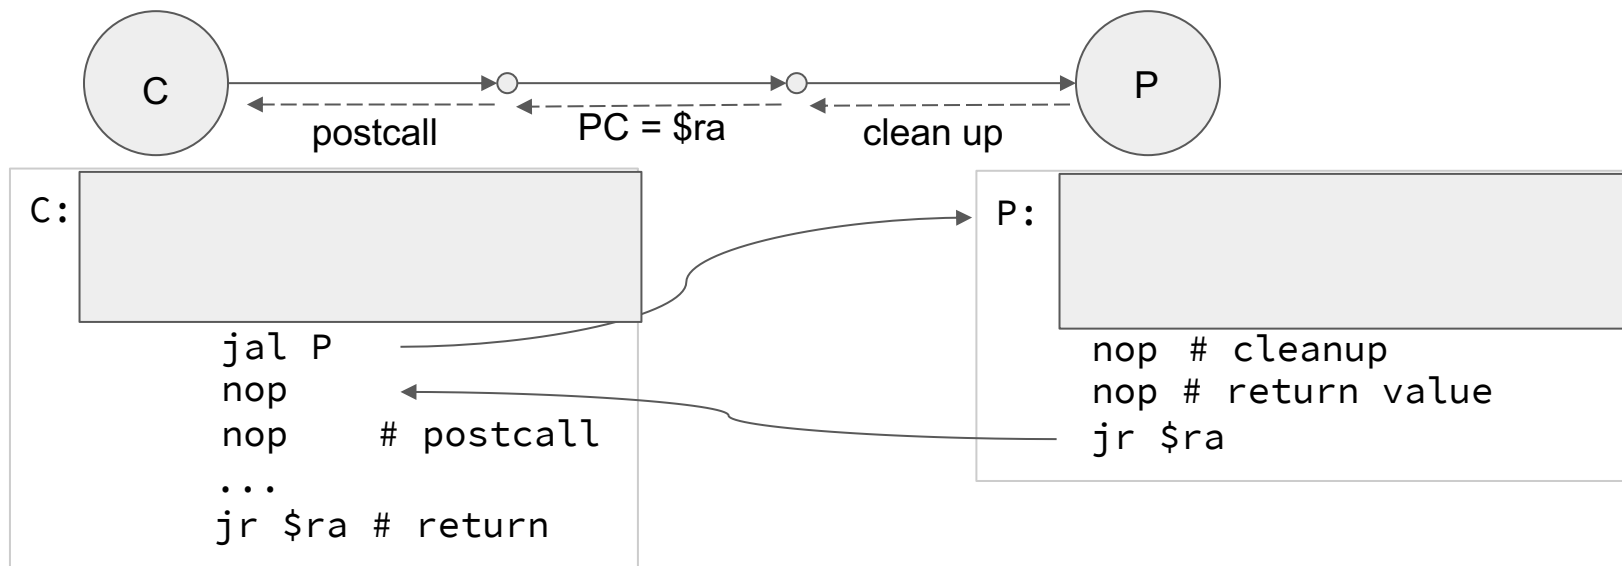 C
P
postcall
PC = $ra
clean up
C:
jal P
nop
nop # postcall
...
jr $ra # return
P:
nop # cleanup
nop # return value
jr $ra